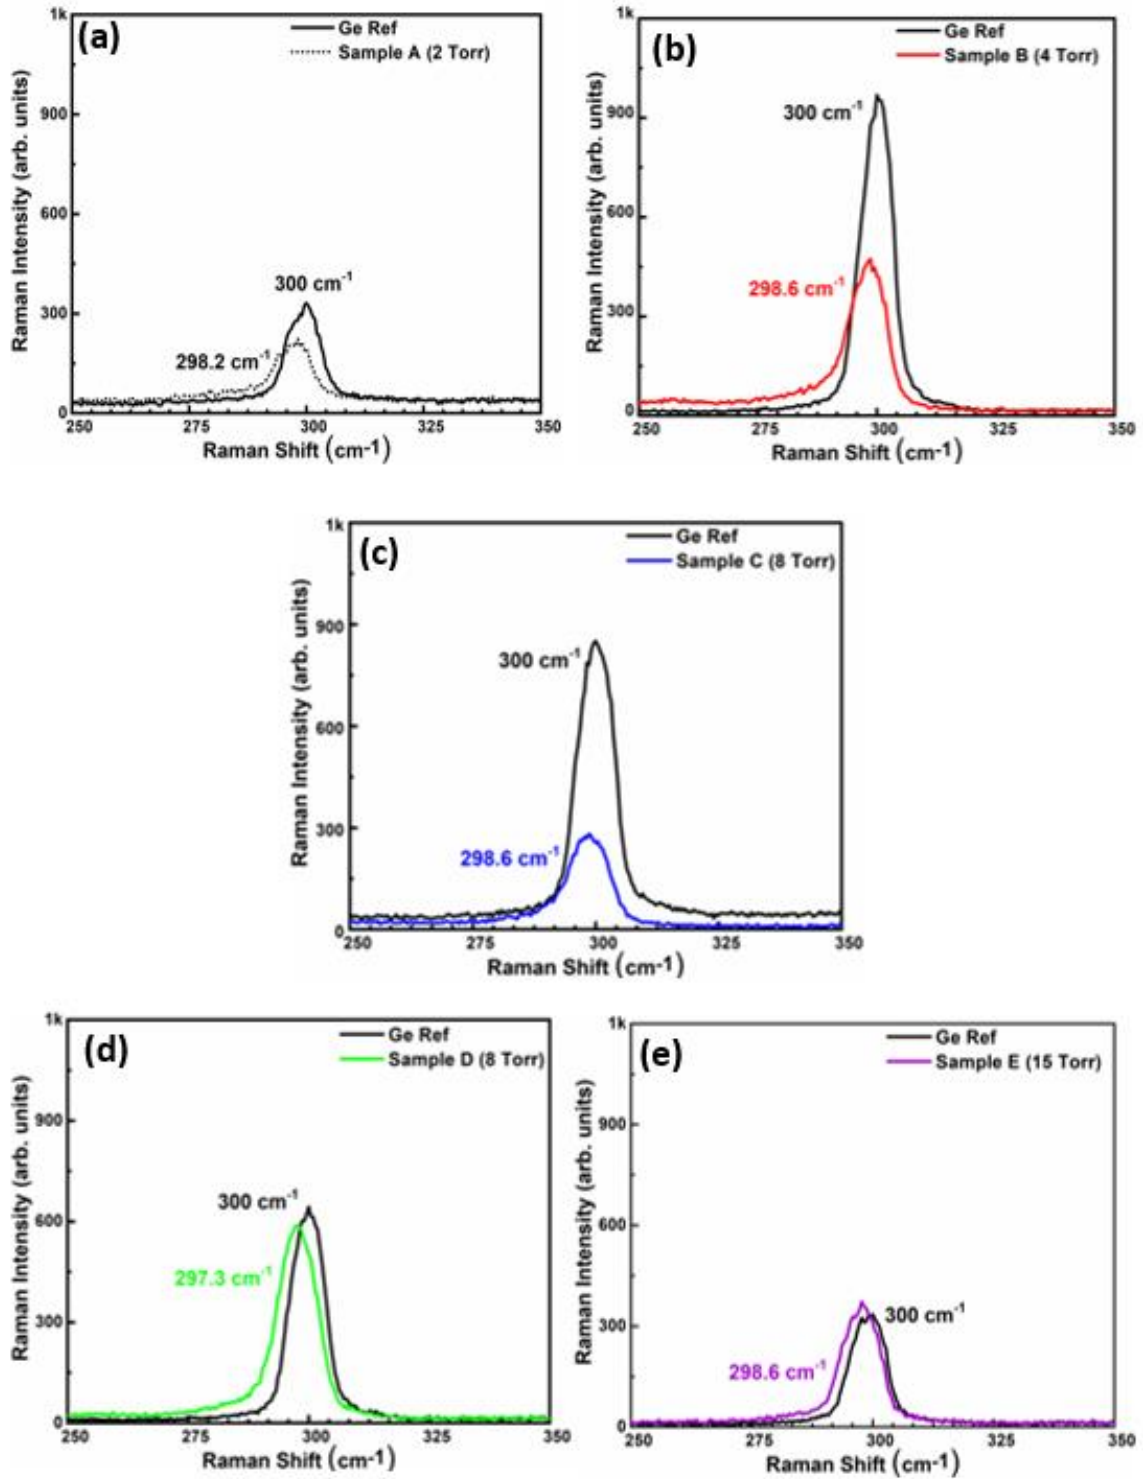 (a)
Ge Ref
Sample A (2 Torr)
1k
900
600
300
0
300 cm-1
298.2 cm-1
250
275
300
325
350
Raman Shift (cm-1)
Raman Intensity (arb. units)
(b)
Ge Ref
Sample B (4 Torr)
1k
900
600
300
0
300 cm-1
298.6 cm-1
250
275
300
325
350
Raman Shift (cm-1)
Raman Intensity (arb. units)
(c)
Ge Ref
Sample C (8 Torr)
1k
900
600
300
0
300 cm-1
298.6 cm-1
250
275
300
325
350
Raman Shift (cm-1)
Raman Intensity (arb. units)
(d)
Ge Ref
Sample D (8 Torr)
1k
900
600
300
0
300 cm-1
297.3 cm-1
250
275
300
325
350
Raman Shift (cm-1)
Raman Intensity (arb. units)
(e)
Ge Ref
Sample E (15 Torr)
1k
900
600
300
0
300 cm-1
298.6 cm-1
250
275
300
325
350
Raman Shift (cm-1)
Raman Intensity (arb. units)